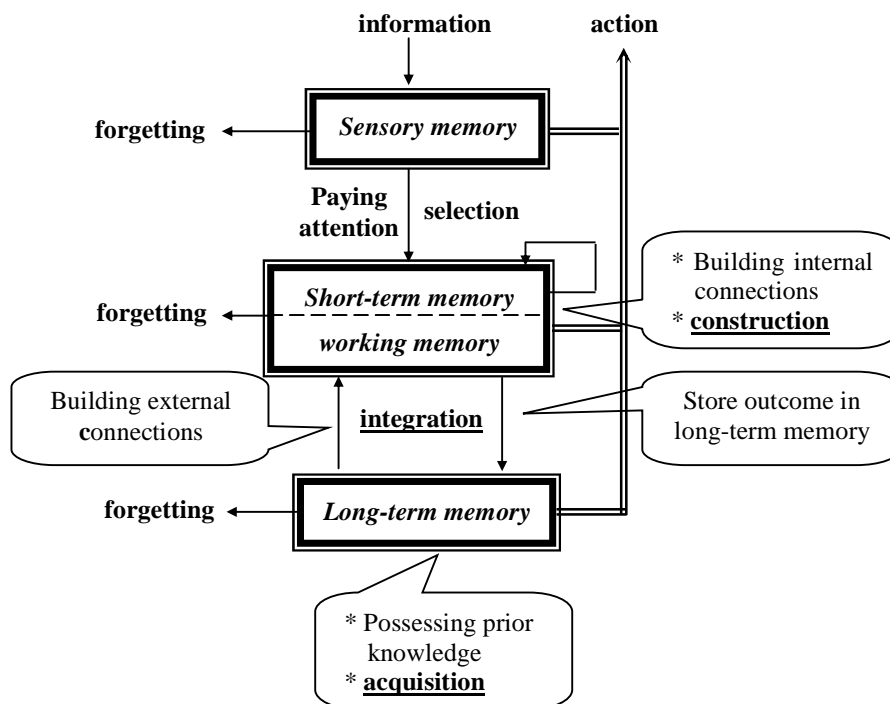 information
action
Sensory memory
forgetting
Paying
attention
selection
* Building internal
connections
* construction
Short-term memory
forgetting
working memory
Building external
connections
integration
Store outcome in
long-term memory
Long-term memory
forgetting
* Possessing prior
knowledge
* acquisition